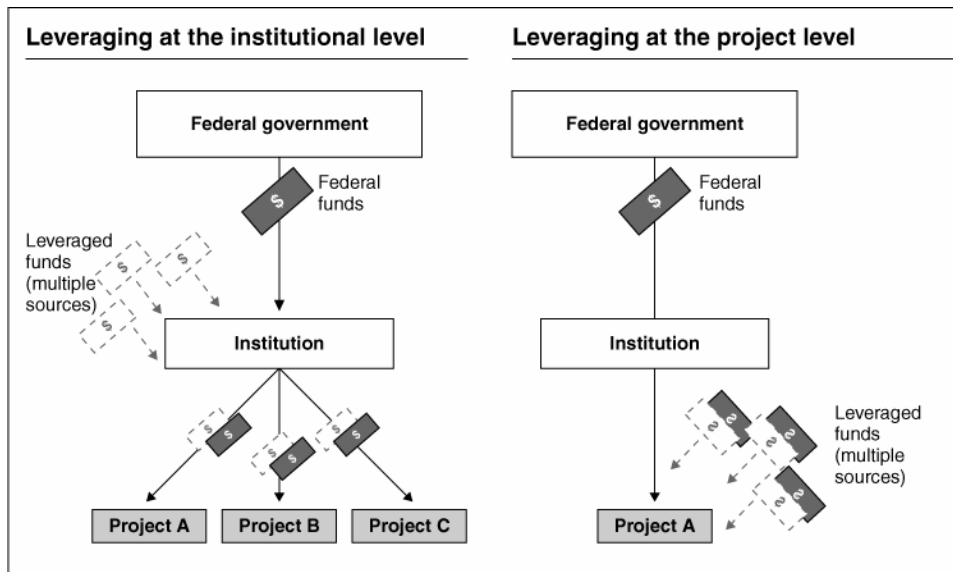 Leveraging at the institutional level
Federal government
$
Federal
funds
Leveraged
funds
(multiple
sources)
$
$
$
Institution
$
$
$
$
$
$
Project A
Project B
Project C
Leveraging at the project level
Federal government
$
Federal
funds
Institution
$
$
$
$
$
$
Leveraged
funds
(multiple
sources)
Project A